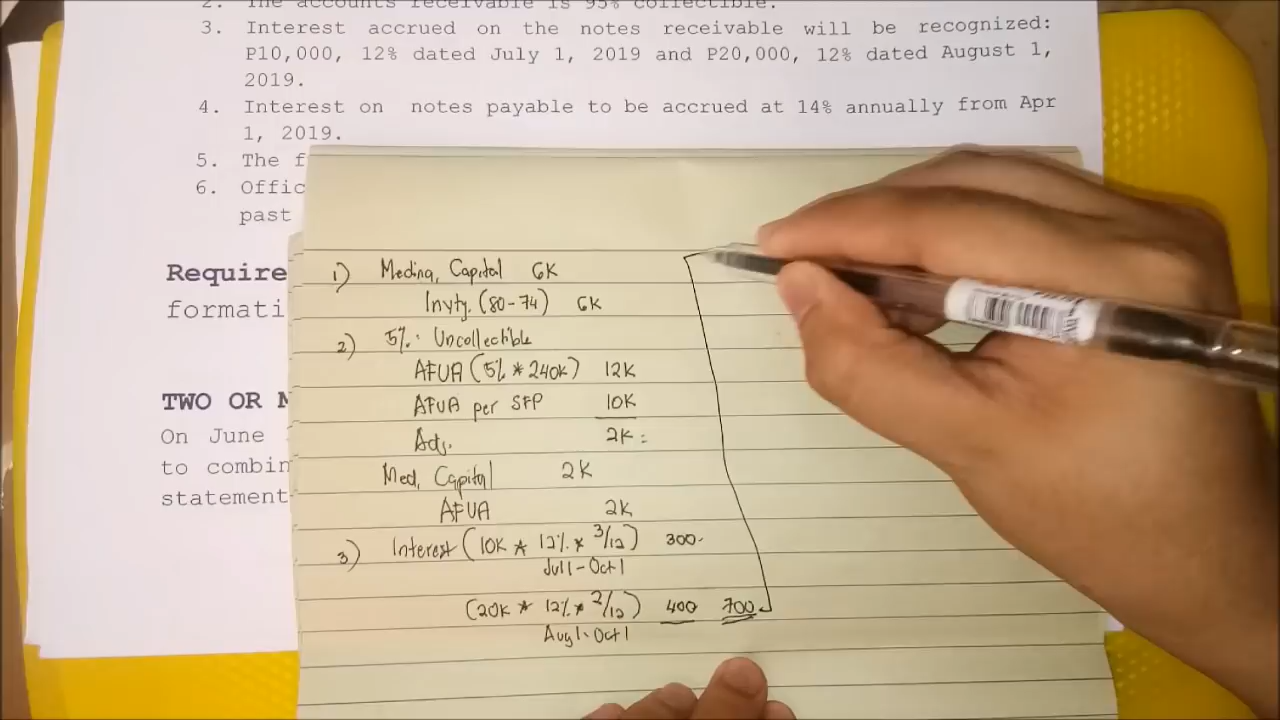 2. The accounts receivable is 95% collectible.
3. Interest accrued on the notes receivable will be recognized:
P10,000, 12% dated July 1, 2019 and P20,000, 12% dated August 1,
2019.
4. Interest on notes payable to be accrued at 14% annually from Apr
1, 2019.
5. The f
6. Offic
past
Require
formati
TWO OR M
On June
to combin
statement
1) Medina, Capital 6K
Invty. (80-74) 6K
2) 5%: Uncollectible
AFUA (5% * 240K) 12K
AFUA per SFP 10K
Adj. 2K:
Med, Capital 2K
AFUA 2K
3) Interest (10K * 12% * 3/12) 300-
Jul 1 - Oct 1
(20K * 12% * 2/12) 400 700
Aug 1 - Oct 1